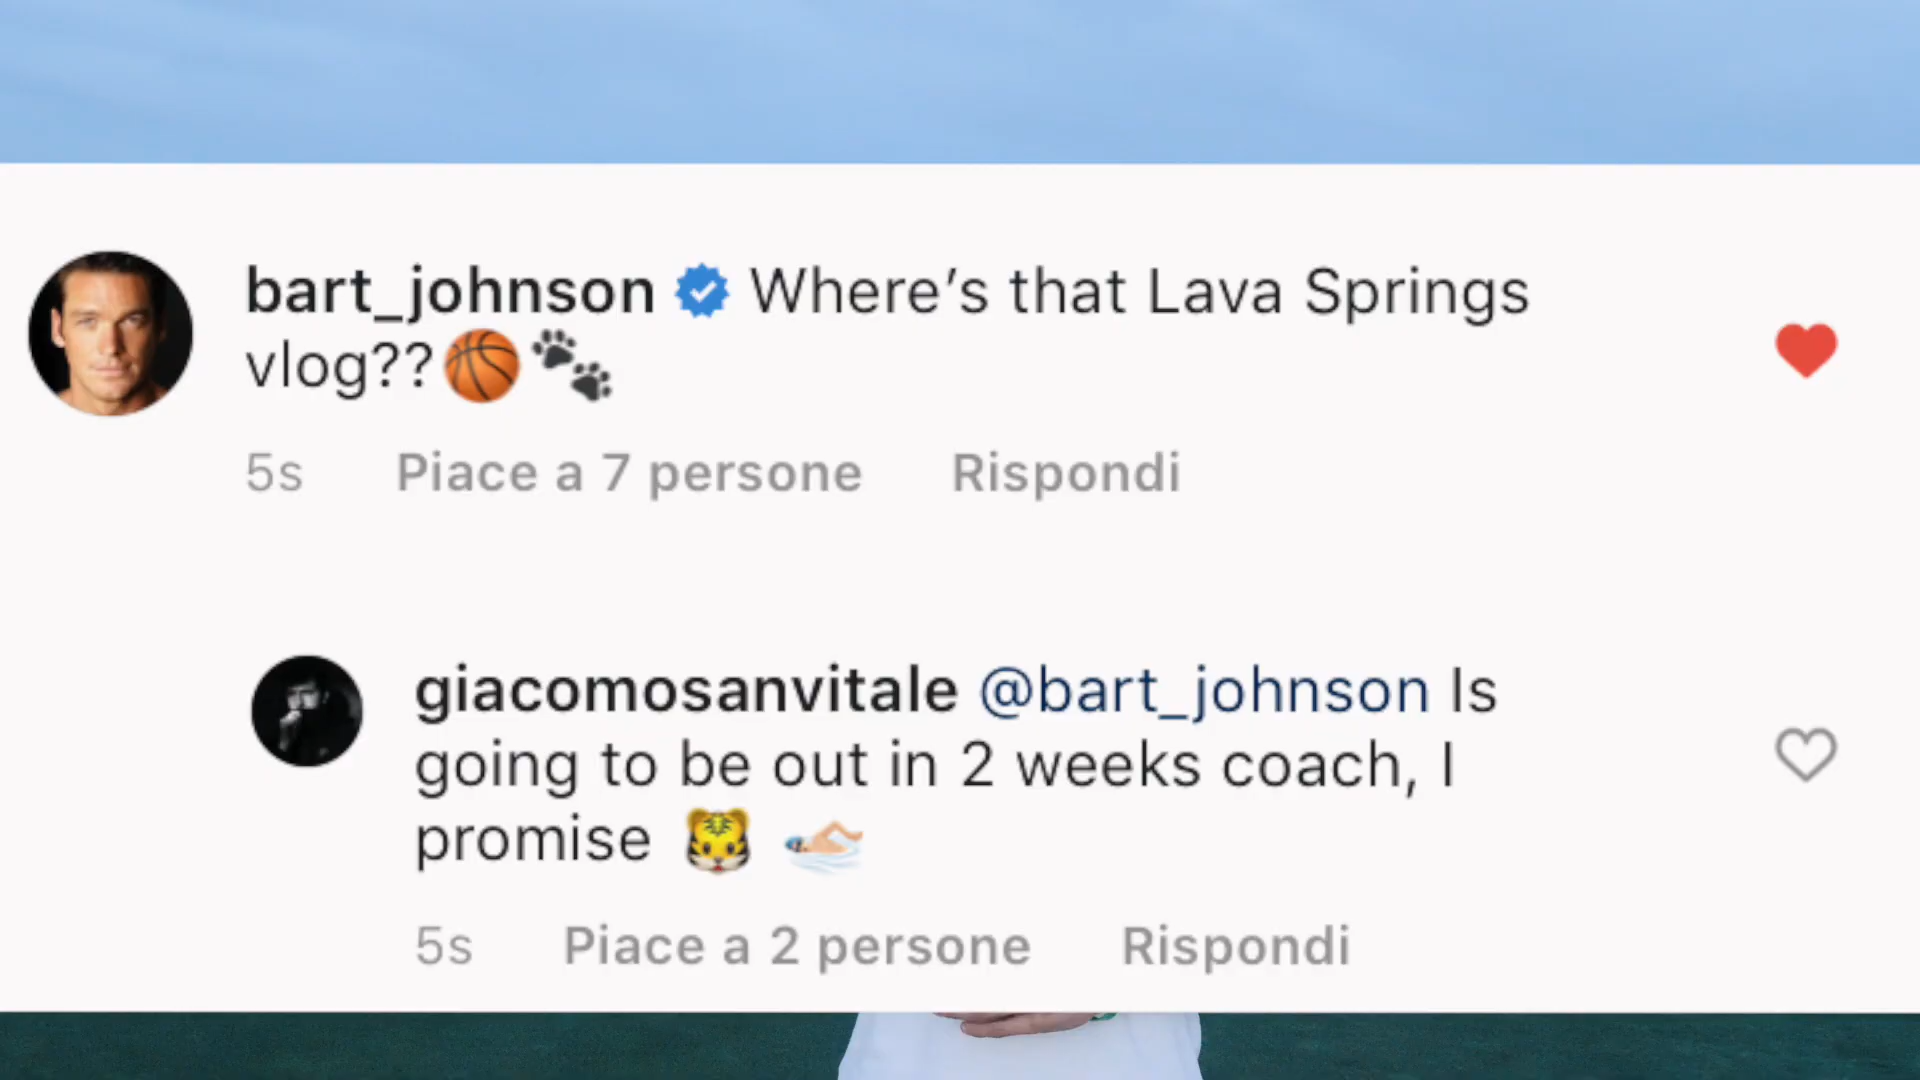 bart_johnson Where’s that Lava Springs
vlog??🏀🐾
5s Piace a 7 persone Rispondi
giacomosanvitale @bart_johnson Is
going to be out in 2 weeks coach, I
promise 🐯 🏊🏼
5s Piace a 2 persone Rispondi